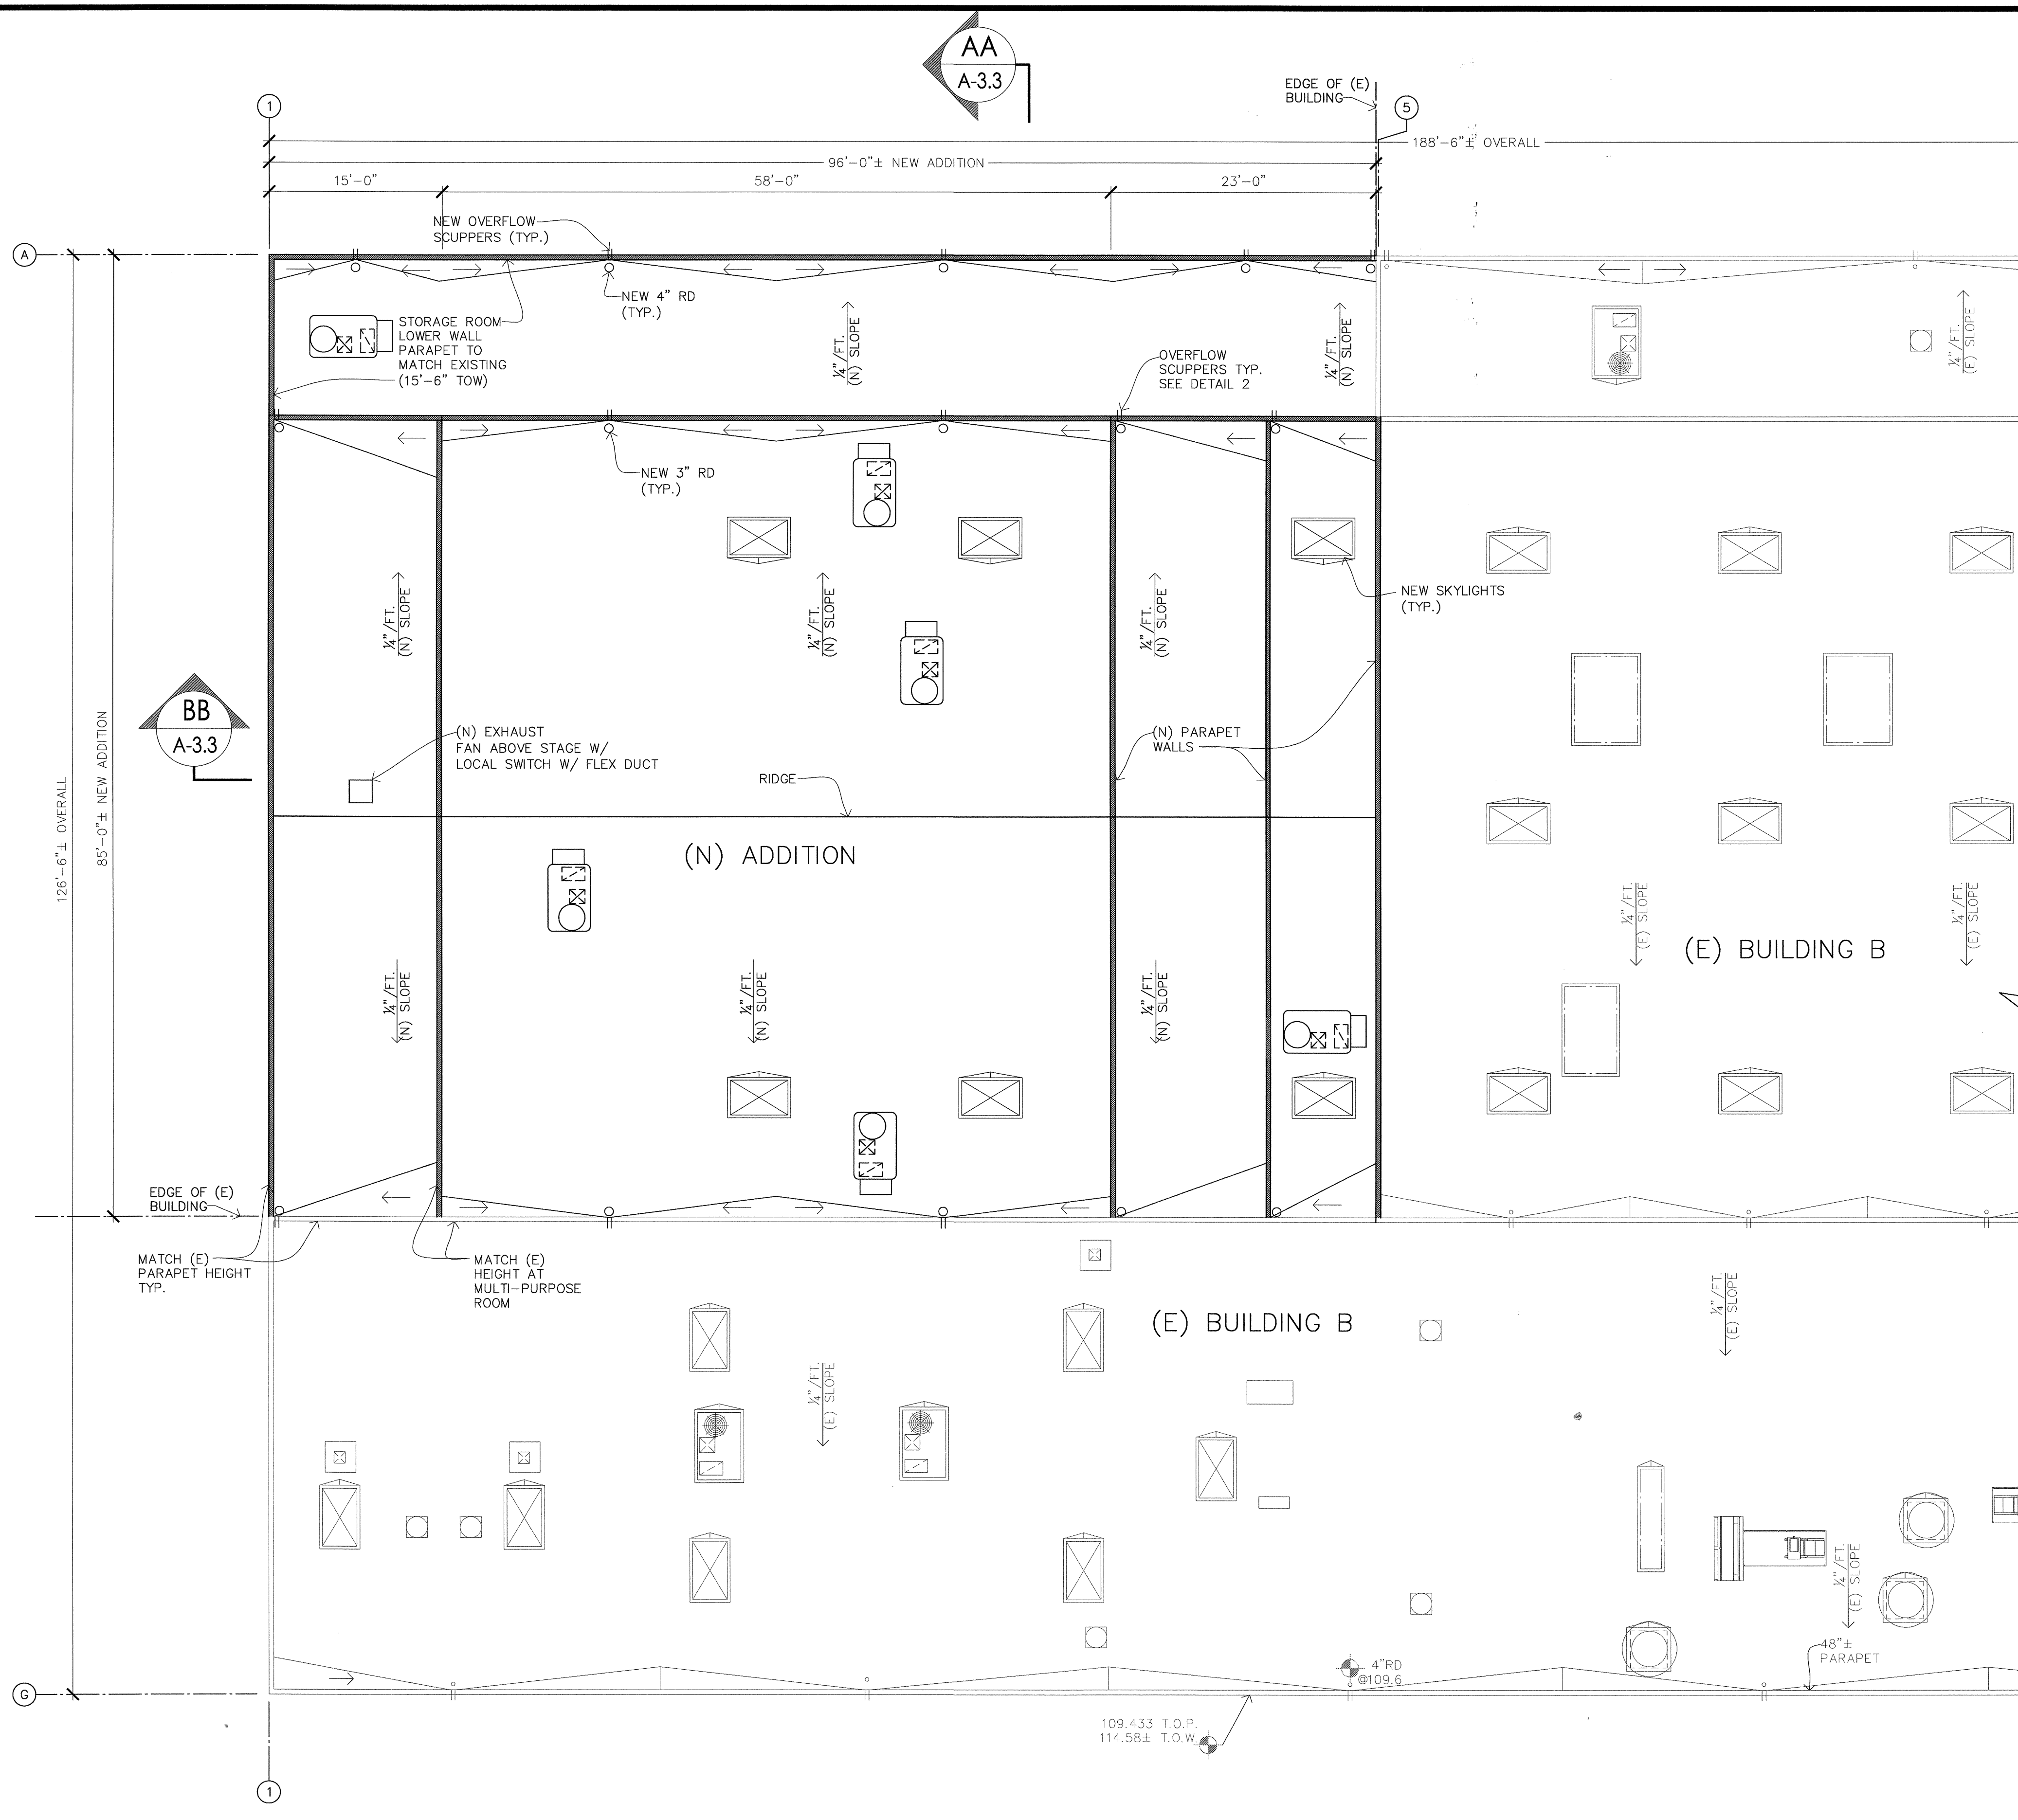 AA
A-3.3
EDGE OF (E)
BUILDING
1
5
188'-6"± OVERALL
96'-0"± NEW ADDITION
15'-0"
58'-0"
23'-0"
NEW OVERFLOW
SCUPPERS (TYP.)
A
NEW 4" RD
(TYP.)
STORAGE ROOM
LOWER WALL
PARAPET TO
MATCH EXISTING
(15'-6" TOW)
¼"/FT.
(N) SLOPE
¼"/FT.
(N) SLOPE
¼"/FT.
(E) SLOPE
OVERFLOW
SCUPPERS TYP.
SEE DETAIL 2
NEW 3" RD
(TYP.)
¼"/FT.
(N) SLOPE
¼"/FT.
(N) SLOPE
¼"/FT.
(N) SLOPE
NEW SKYLIGHTS
(TYP.)
BB
A-3.3
(N) EXHAUST
FAN ABOVE STAGE W/
LOCAL SWITCH W/ FLEX DUCT
(N) PARAPET
WALLS
RIDGE
126'-6"± OVERALL
85'-0"± NEW ADDITION
(N) ADDITION
¼"/FT.
(E) SLOPE
¼"/FT.
(E) SLOPE
(E) BUILDING B
¼"/FT.
(N) SLOPE
¼"/FT.
(N) SLOPE
¼"/FT.
(N) SLOPE
EDGE OF (E)
BUILDING
MATCH (E)
PARAPET HEIGHT
TYP.
MATCH (E)
HEIGHT AT
MULTI-PURPOSE
ROOM
(E) BUILDING B
¼"/FT.
(E) SLOPE
¼"/FT.
(E) SLOPE
¼"/FT.
(E) SLOPE
48"±
PARAPET
4"RD
@109.6
G
109.433 T.O.P.
114.58± T.O.W.
1